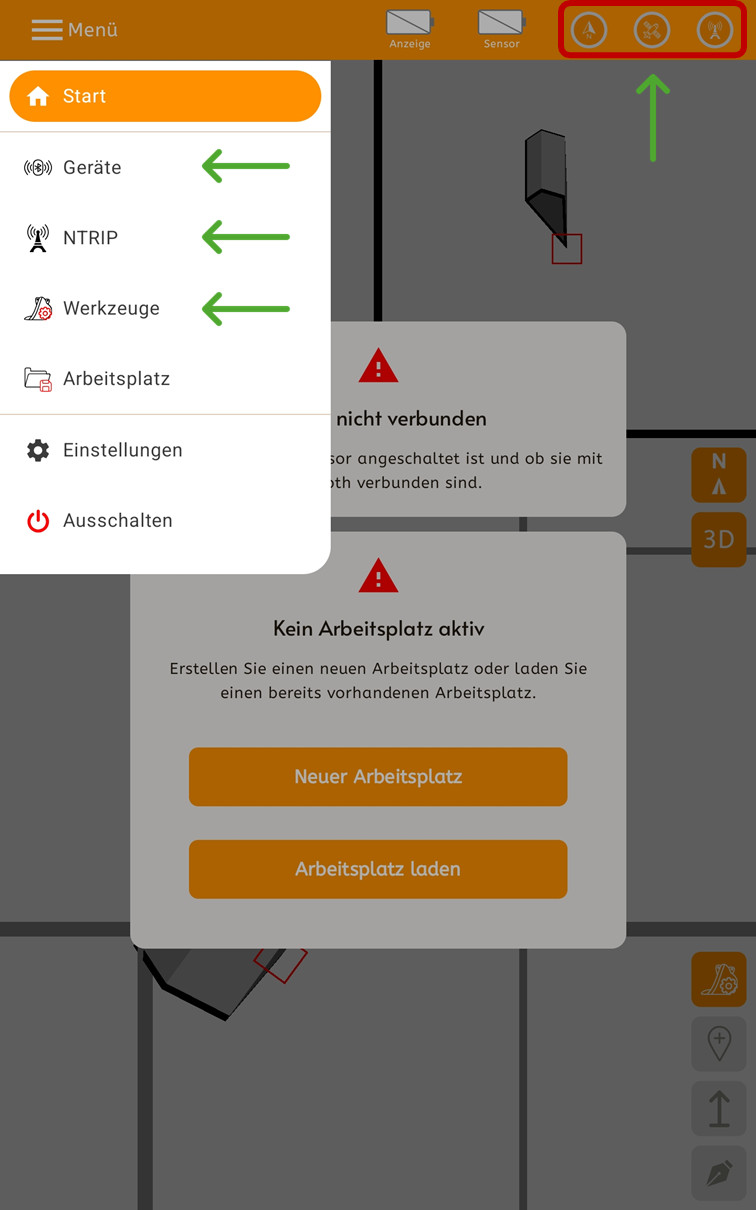 Menü
Anzeige
Sensor
N
Start
Geräte
NTRIP
Werkzeuge
Arbeitsplatz
Einstellungen
Ausschalten
nicht verbunden
angeschaltet ist und ob sie mit
verbunden sind.
N
3D
Kein Arbeitsplatz aktiv
Erstellen Sie einen neuen Arbeitsplatz oder laden Sie
einen bereits vorhandenen Arbeitsplatz.
Neuer Arbeitsplatz
Arbeitsplatz laden